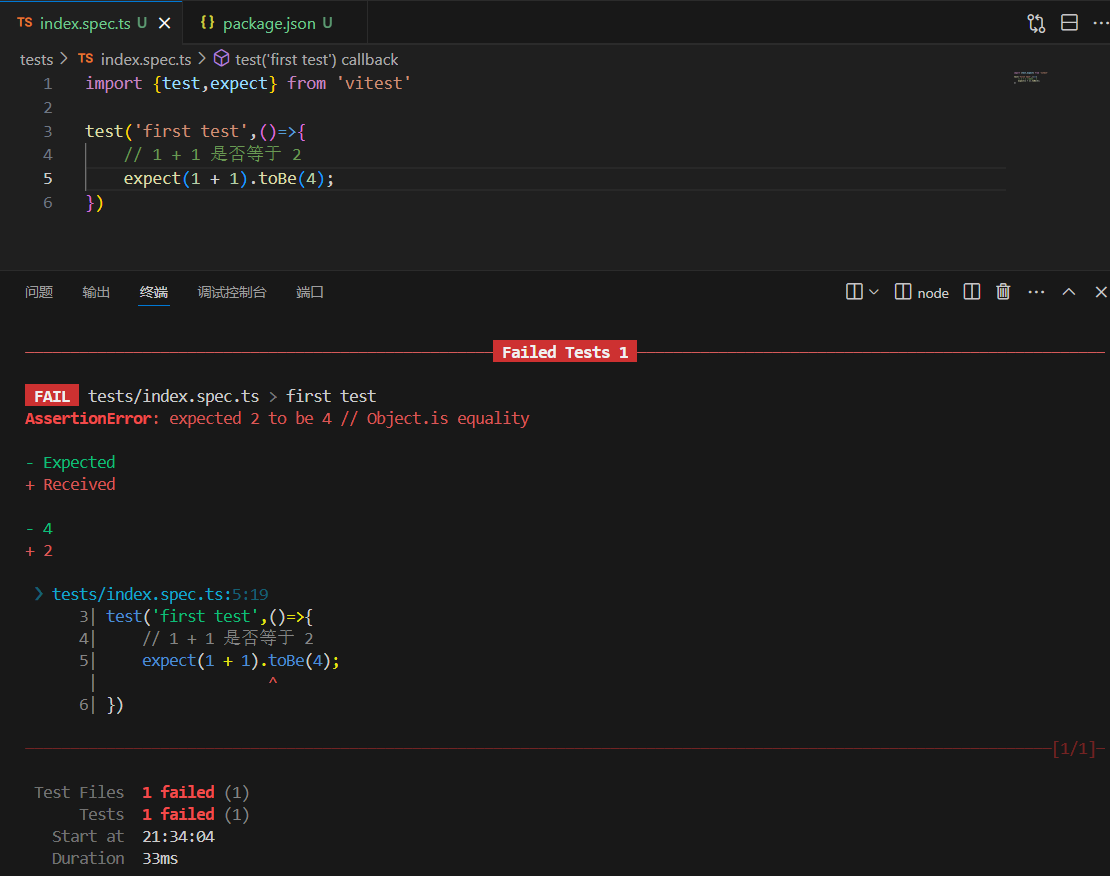 TS index.spec.ts U × {} package.json U
tests > TS index.spec.ts > test('first test') callback
1 import {test,expect} from 'vitest'
2
3 test('first test',()=>{
4 // 1 + 1 是否等于 2
5 expect(1 + 1).toBe(4);
6 })
问题 输出 终端 调试控制台 端口 node
Failed Tests 1
FAIL tests/index.spec.ts > first test
AssertionError: expected 2 to be 4 // Object.is equality
- Expected
+ Received
- 4
+ 2
❯ tests/index.spec.ts:5:19
3| test('first test',()=>{
4| // 1 + 1 是否等于 2
5| expect(1 + 1).toBe(4);
| ^
6| })
[1/1]
Test Files 1 failed (1)
Tests 1 failed (1)
Start at 21:34:04
Duration 33ms